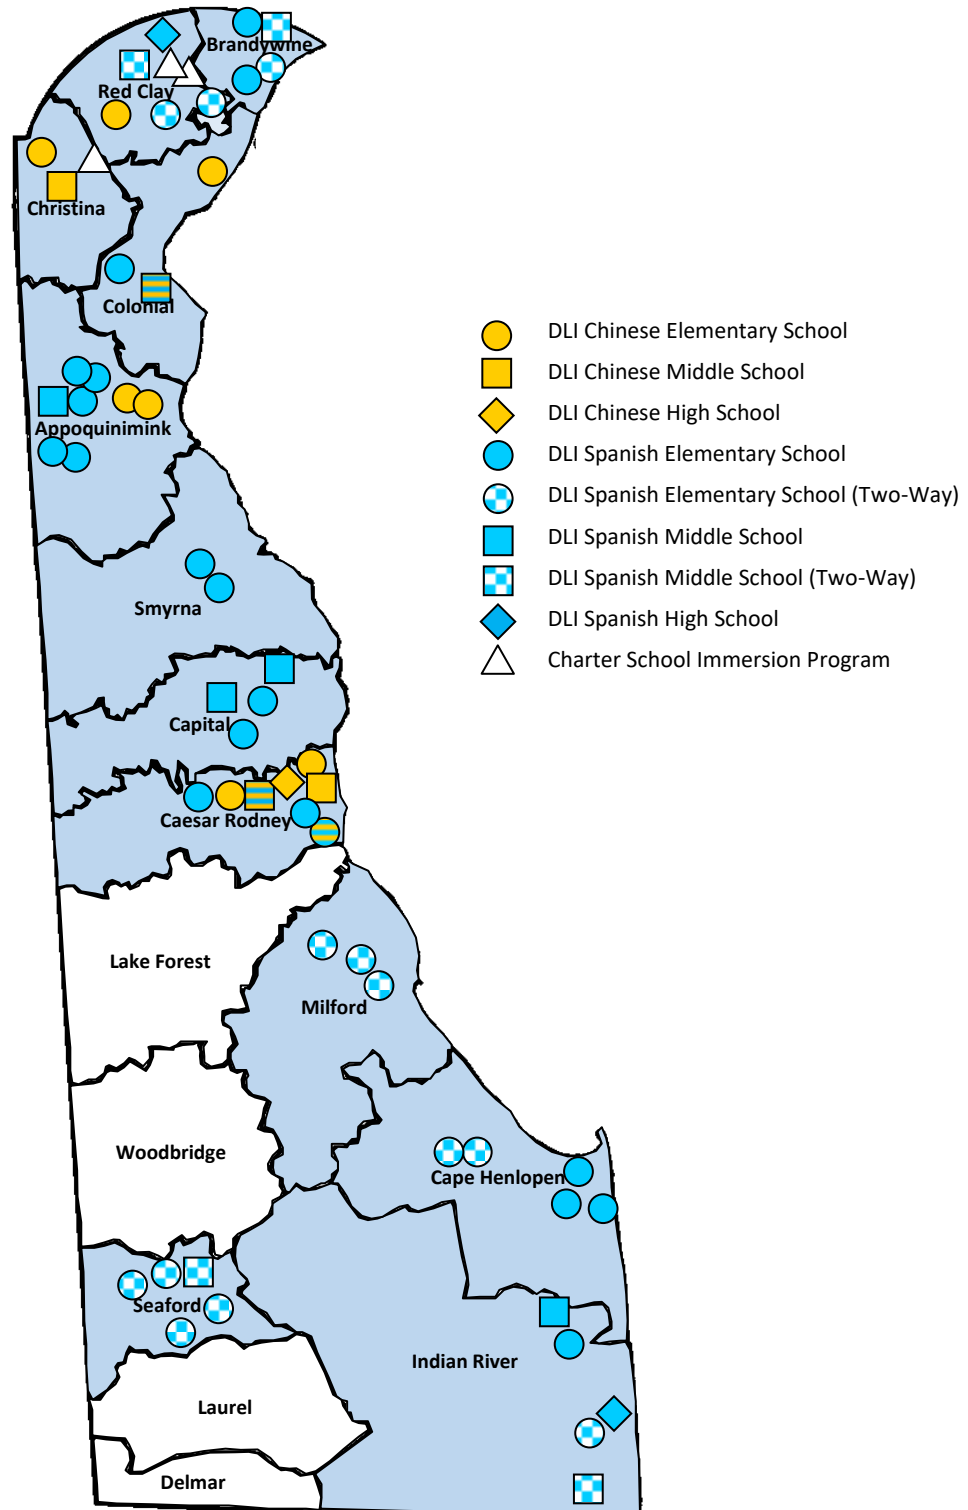 Brandywine
Red Clay
Christina
Colonial
Appoquinimink
Smyrna
Capital
Caesar Rodney
Lake Forest
Milford
Woodbridge
Cape Henlopen
Seaford
Indian River
Laurel
Delmar
DLI Chinese Elementary School
DLI Chinese Middle School
DLI Chinese High School
DLI Spanish Elementary School
DLI Spanish Elementary School (Two-Way)
DLI Spanish Middle School
DLI Spanish Middle School (Two-Way)
DLI Spanish High School
Charter School Immersion Program